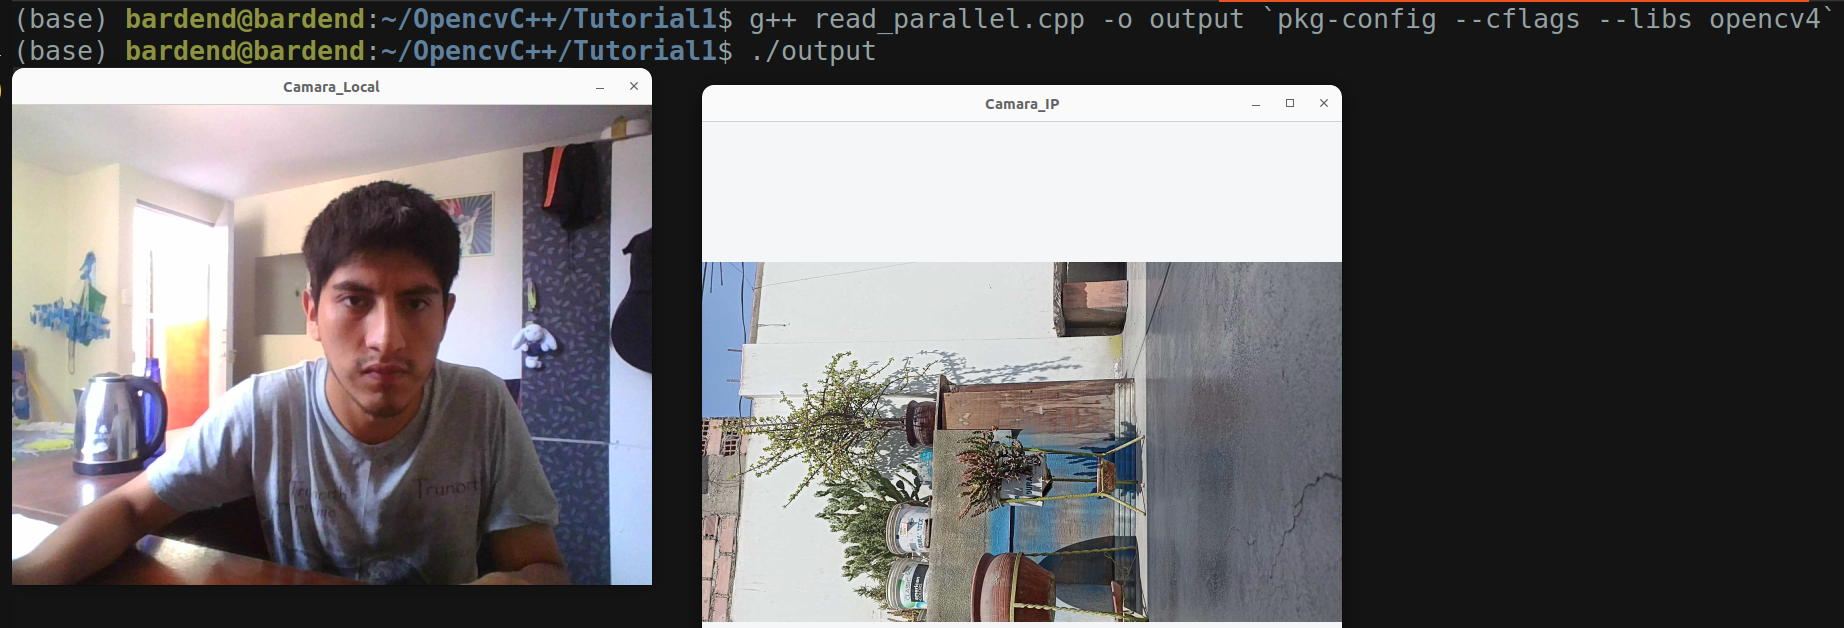 (base) bardend@bardend:~/OpencvC++/Tutorial1$ g++ read_parallel.cpp -o output `pkg-config --cflags --libs opencv4`
(base) bardend@bardend:~/OpencvC++/Tutorial1$ ./output
Camara_Local
Camara_IP